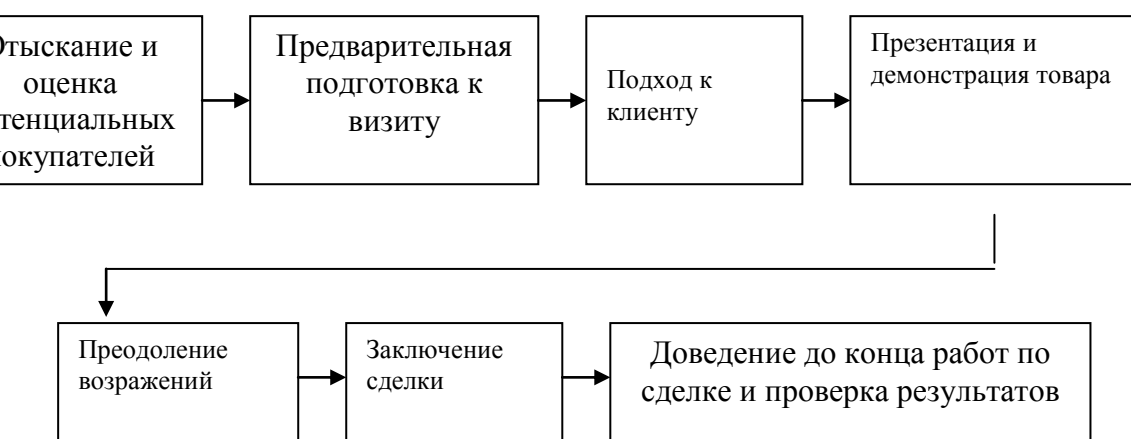 Отыскание и
оценка
тенциальных
окупателей
Предварительная
подготовка к
визиту
Подход к
клиенту
Презентация и
демонстрация товара
Преодоление
возражений
Заключение
сделки
Доведение до конца работ по
сделке и проверка результатов